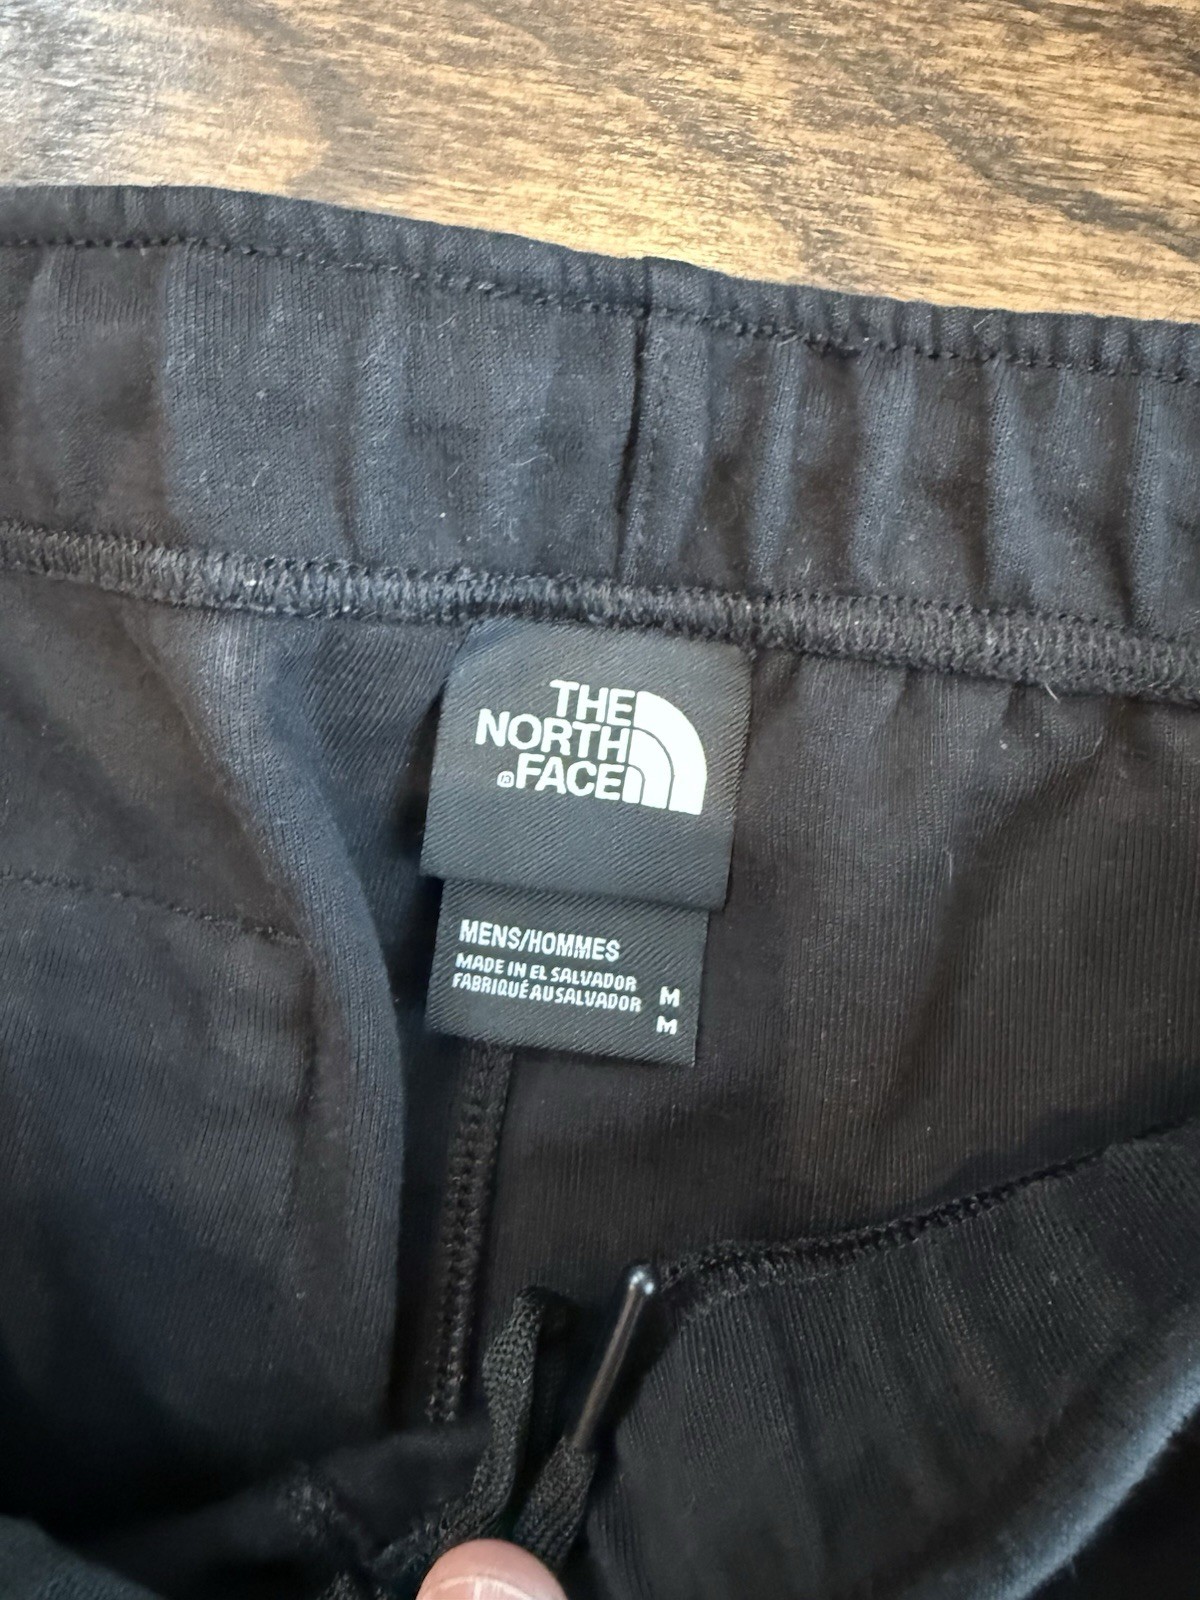 THE
NORTH
®FACE
MENS/HOMMES
MADE IN EL SALVADOR M
FABRIQUÉ AU SALVADOR M